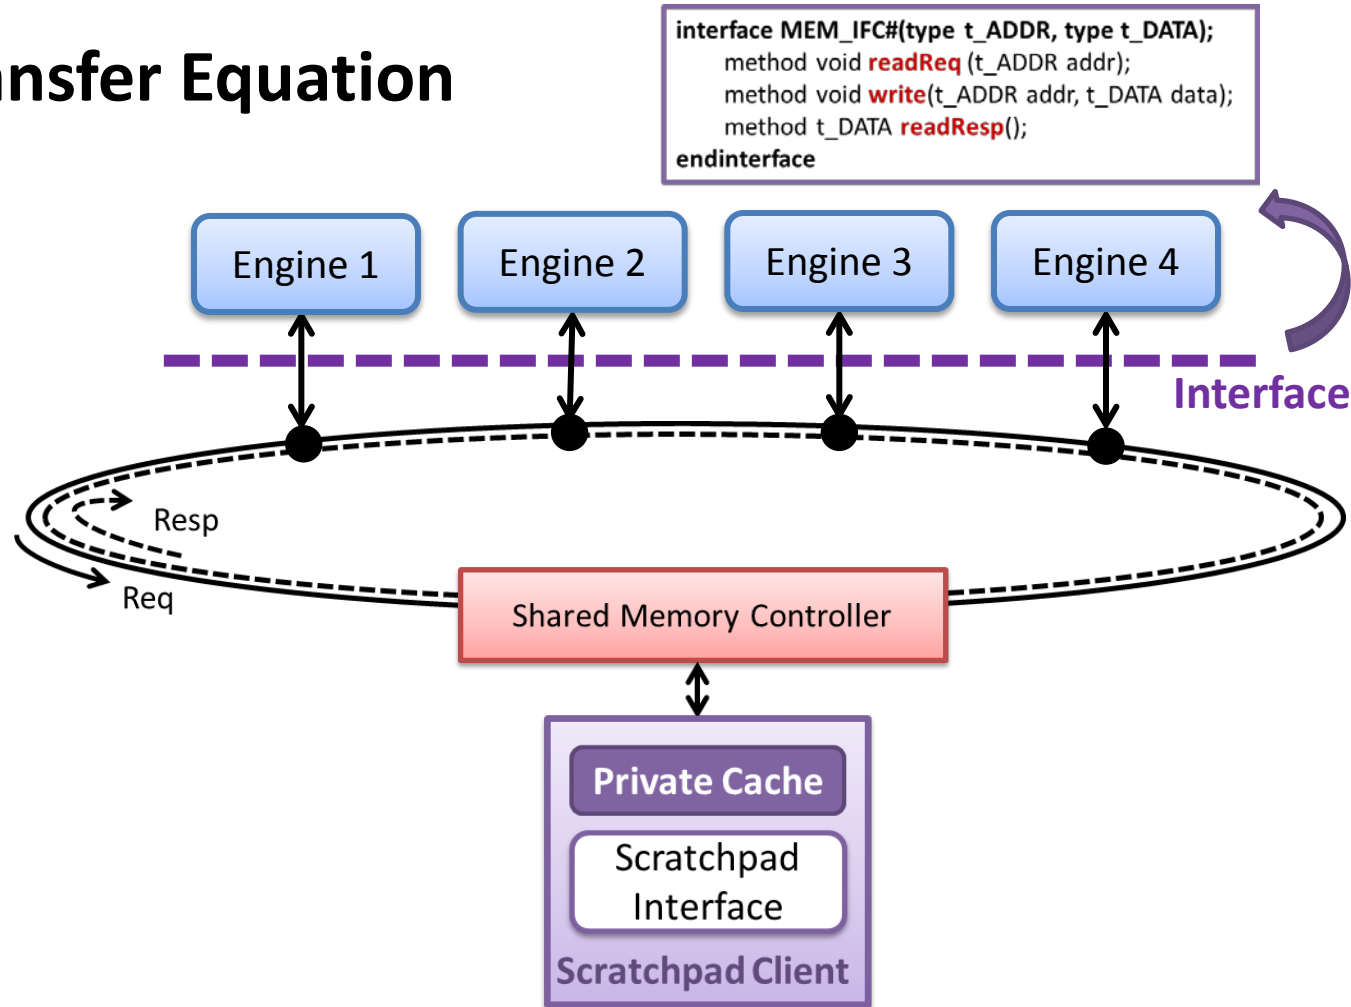 ansfer Equation
interface MEM_IFC#(type t_ADDR, type t_DATA);
method void readReq (t_ADDR addr);
method void write(t_ADDR addr, t_DATA data);
method t_DATA readResp();
endinterface
Engine 1
Engine 2
Engine 3
Engine 4
Interface
Resp
Req
Shared Memory Controller
Private Cache
Scratchpad
Interface
Scratchpad Client